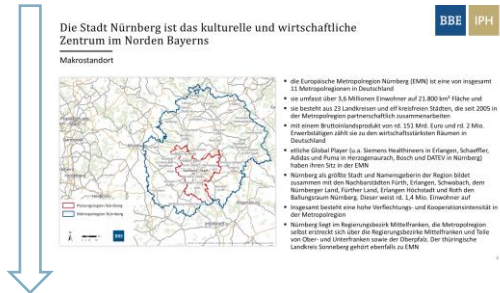 Die Stadt Nürnberg ist das kulturelle und wirtschaftliche
Zentrum im Norden Bayerns
BBE IPH
Makrostandort
▪ die Europäische Metropolregion Nürnberg (EMN) ist eine von insgesamt
11 Metropolregionen in Deutschland
▪ sie umfasst über 3,6 Millionen Einwohner auf 21.800 km² Fläche und
▪ sie besteht aus 23 Landkreisen und elf kreisfreien Städten, die seit 2005 in
der Metropolregion partnerschaftlich zusammenarbeiten
▪ mit einem Bruttoinlandsprodukt von rd. 151 Mrd. Euro und rd. 2 Mio.
Erwerbstätigen zählt sie zu den wirtschaftsstärksten Räumen in
Deutschland
▪ etliche Global Player (u.a. Siemens Healthineers in Erlangen, Schaeffler,
Adidas und Puma in Herzogenaurach, Bosch und DATEV in Nürnberg)
haben ihren Sitz in der EMN
▪ Nürnberg als größte Stadt und Namensgeberin der Region bildet
zusammen mit den Nachbarstädten Fürth, Erlangen, Schwabach, dem
Nürnberger Land, Fürther Land, Erlangen Höchstadt und Roth den
Ballungsraum Nürnberg. Dieser weist rd. 1,4 Mio. Einwohner auf
▪ Insgesamt besteht eine hohe Verflechtungs- und Kooperationsintensität in
der Metropolregion
▪ Nürnberg liegt im Regierungsbezirk Mittelfranken, die Metropolregion
selbst erstreckt sich über die Regierungsbezirke Mittelfranken und Teile
von Ober- und Unterfranken sowie der Oberpfalz. Der thüringische
Landkreis Sonneberg gehört ebenfalls zu EMN
Planungsregion Nürnberg
Metropolregion Nürnberg
BBE